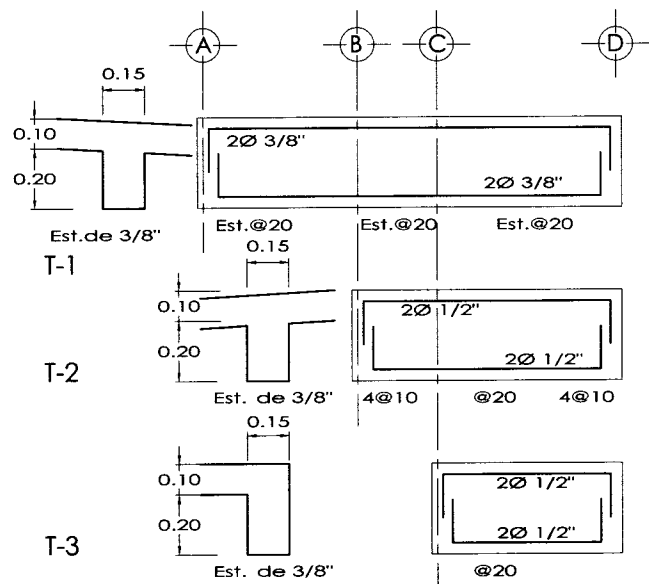 A B C D
0.15
0.10
0.20
2Ø 3/8"
2Ø 3/8"
Est.de 3/8"
Est.@20 Est.@20 Est.@20
T-1
0.15
0.10
0.20
2Ø 1/2"
2Ø 1/2"
T-2
Est. de 3/8"
4@10 @20 4@10
0.15
0.10
0.20
2Ø 1/2"
2Ø 1/2"
T-3
Est. de 3/8"
@20